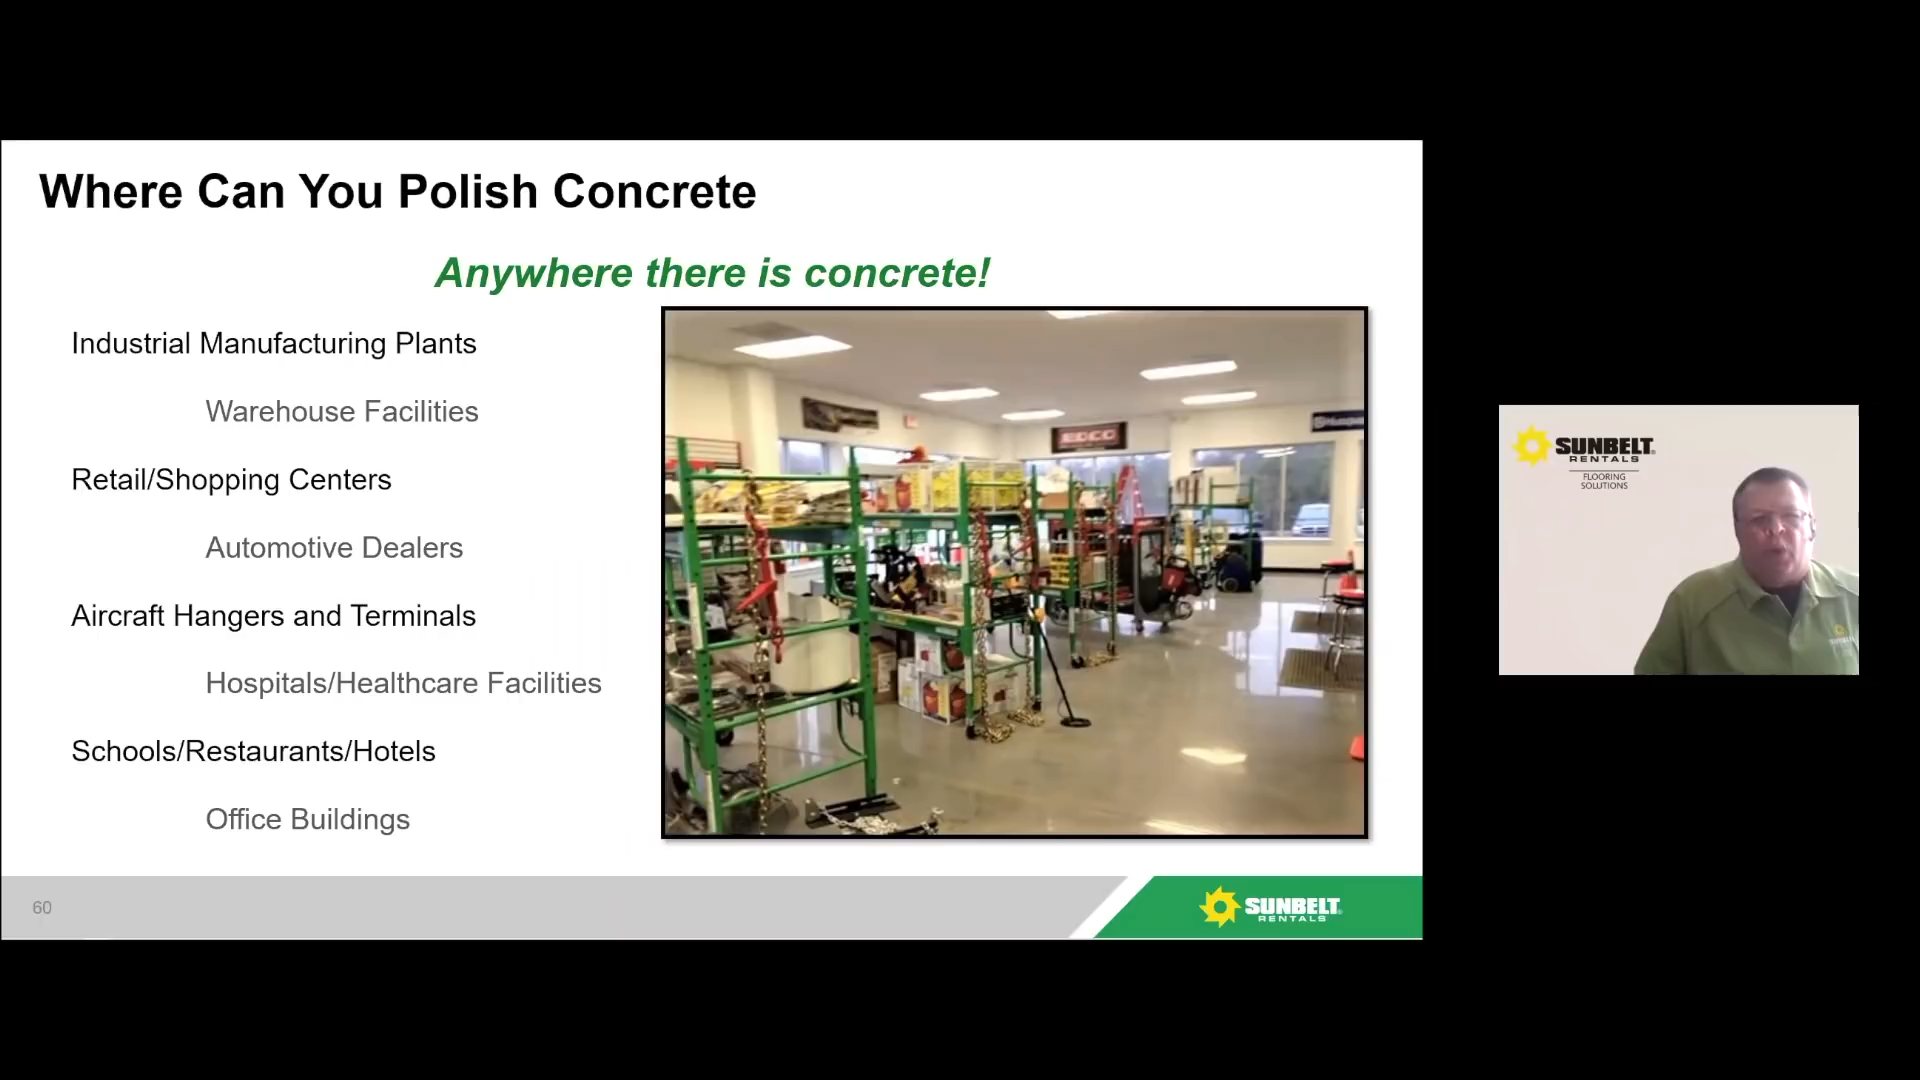 Where Can You Polish Concrete
Anywhere there is concrete!
Industrial Manufacturing Plants
Warehouse Facilities
Retail/Shopping Centers
Automotive Dealers
Aircraft Hangers and Terminals
Hospitals/Healthcare Facilities
Schools/Restaurants/Hotels
Office Buildings
EDCO
60
SUNBELT
RENTALS
SUNBELT
RENTALS
FLOORING
SOLUTIONS